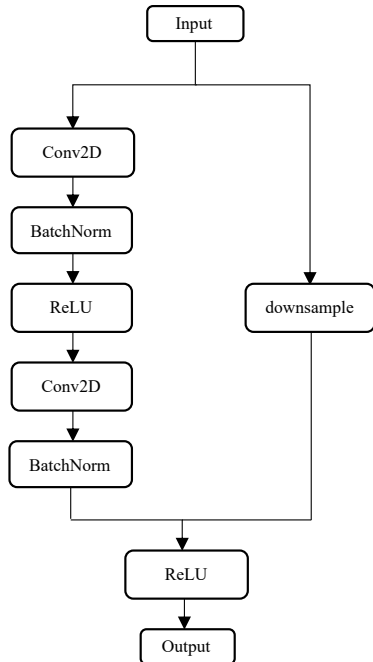 Input
Conv2D
BatchNorm
ReLU
downsample
Conv2D
BatchNorm
ReLU
Output